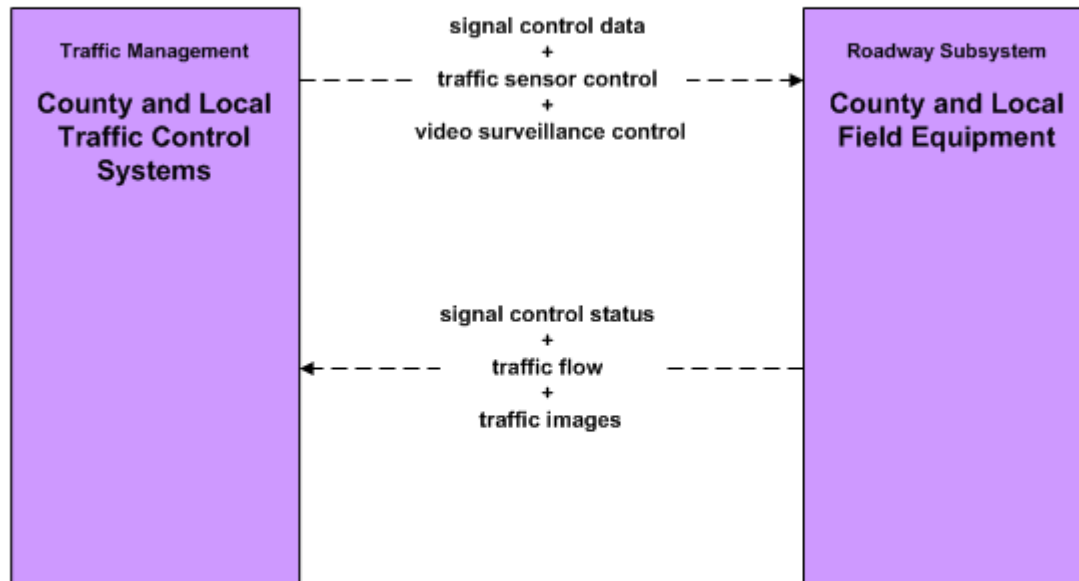 Traffic Management
County and Local
Traffic Control
Systems
signal control data
+
traffic sensor control
+
video surveillance control
Roadway Subsystem
County and Local
Field Equipment
signal control status
+
traffic flow
+
traffic images